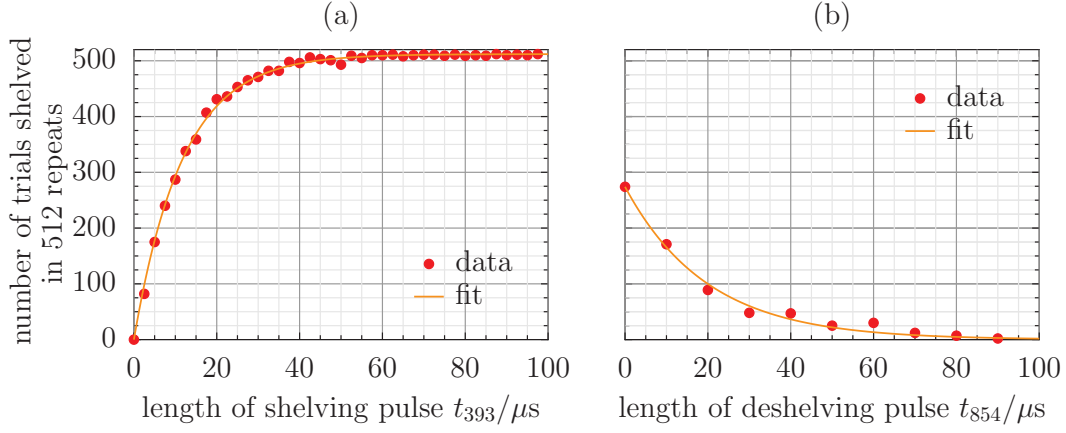 (a)
(b)
number of trials shelved
in 512 repeats
500
400
300
200
100
0
data
fit
data
fit
0 20 40 60 80 100
0 20 40 60 80 100
length of shelving pulse t393/μs
length of deshelving pulse t854/μs